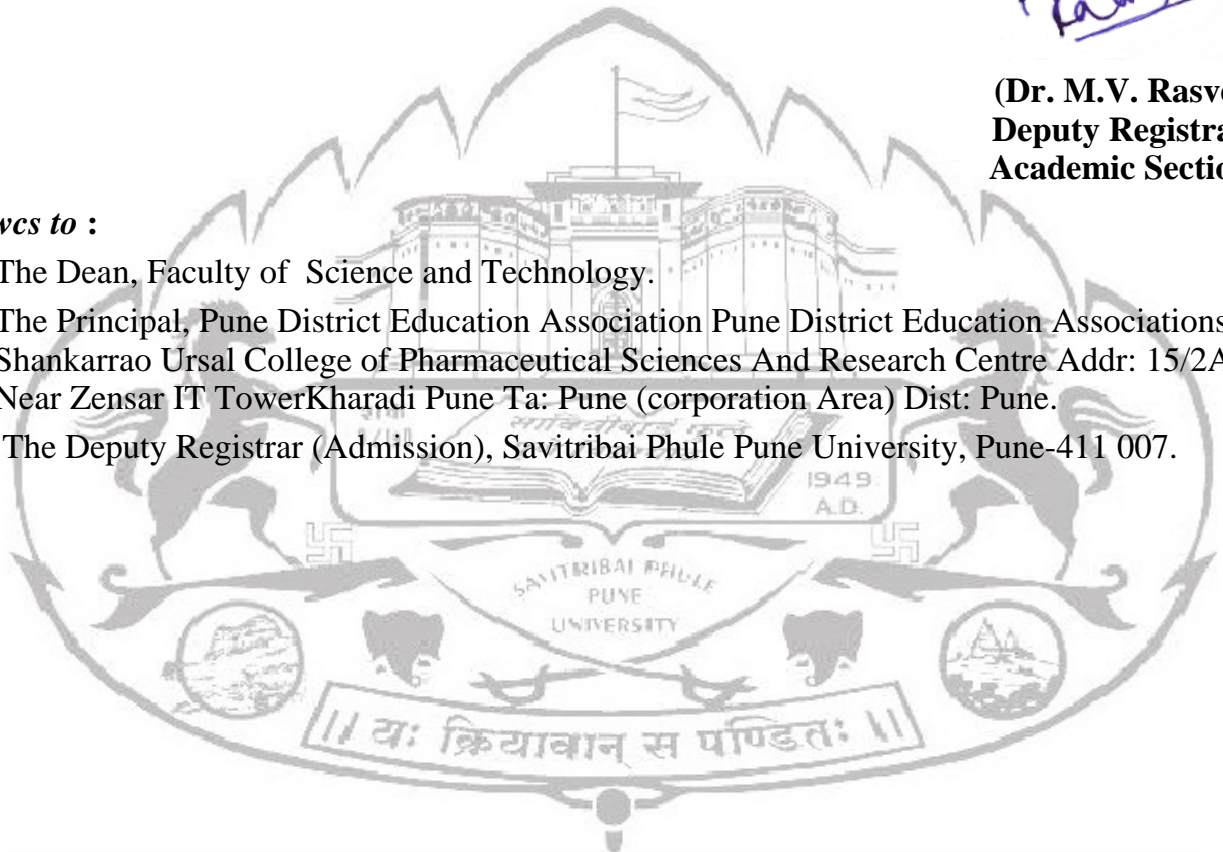 (Dr. M.V. Rasve
Deputy Registra
Academic Sectio
wcs to :
The Dean, Faculty of Science and Technology.
The Principal, Pune District Education Association Pune District Education Associations
Shankarrao Ursal College of Pharmaceutical Sciences And Research Centre Addr: 15/2A
Near Zensar IT TowerKharadi Pune Ta: Pune (corporation Area) Dist: Pune.
The Deputy Registrar (Admission), Savitribai Phule Pune University, Pune-411 007.
1949
A.D.
SAVITRIBAI PHULE
PUNE
UNIVERSITY
॥ यः क्रियावान् स पण्डितः ॥